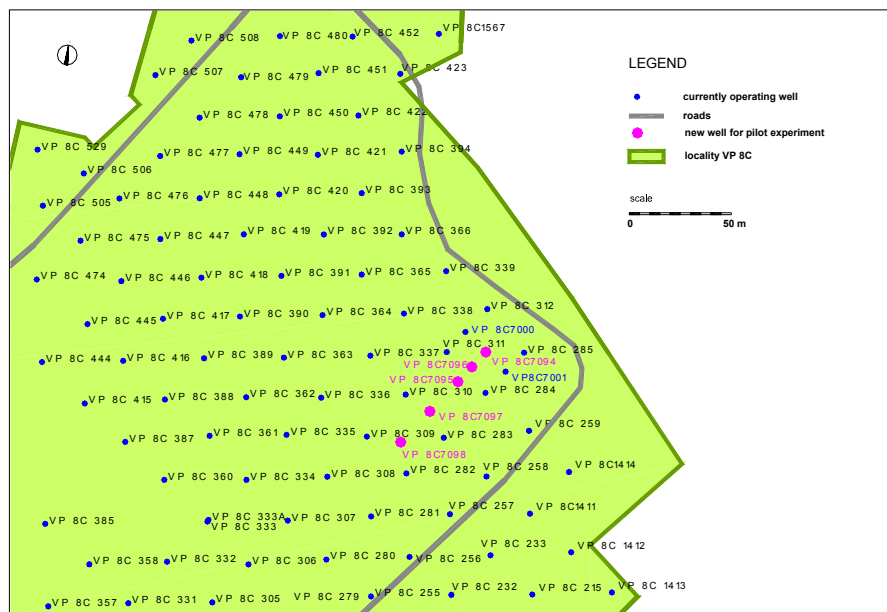 VP 8C 508
VP 8C 480
VP 8C 452
VP 8C1567
VP 8C 507
VP 8C 479
VP 8C 451
VP 8C 423
LEGEND
currently operating well
roads
new well for pilot experiment
locality VP 8C
scale
0 50 m
VP 8C 478
VP 8C 450
VP 8C 422
VP 8C 529
VP 8C 477
VP 8C 449
VP 8C 421
VP 8C 394
VP 8C 506
VP 8C 505
VP 8C 476
VP 8C 448
VP 8C 420
VP 8C 393
VP 8C 475
VP 8C 447
VP 8C 419
VP 8C 392
VP 8C 366
VP 8C 474
VP 8C 446
VP 8C 418
VP 8C 391
VP 8C 365
VP 8C 339
VP 8C 445
VP 8C 417
VP 8C 390
VP 8C 364
VP 8C 338
VP 8C 312
VP 8C7000
VP 8C 444
VP 8C 416
VP 8C 389
VP 8C 363
VP 8C 337
VP 8C 311
VP 8C 285
VP 8C7096
VP 8C7094
VP8C7001
VP 8C7095
VP 8C 415
VP 8C 388
VP 8C 362
VP 8C 336
VP 8C 310
VP 8C 284
VP 8C7097
VP 8C 387
VP 8C 361
VP 8C 335
VP 8C 309
VP 8C 283
VP 8C 259
VP 8C7098
VP 8C 360
VP 8C 334
VP 8C 308
VP 8C 282
VP 8C 258
VP 8C1414
VP 8C 385
VP 8C 333A
VP 8C 333
VP 8C 307
VP 8C 281
VP 8C 257
VP 8C1411
VP 8C 358
VP 8C 332
VP 8C 306
VP 8C 280
VP 8C 256
VP 8C 233
VP 8C 1412
VP 8C 357
VP 8C 331
VP 8C 305
VP 8C 279
VP 8C 255
VP 8C 232
VP 8C 215
VP 8C 1413